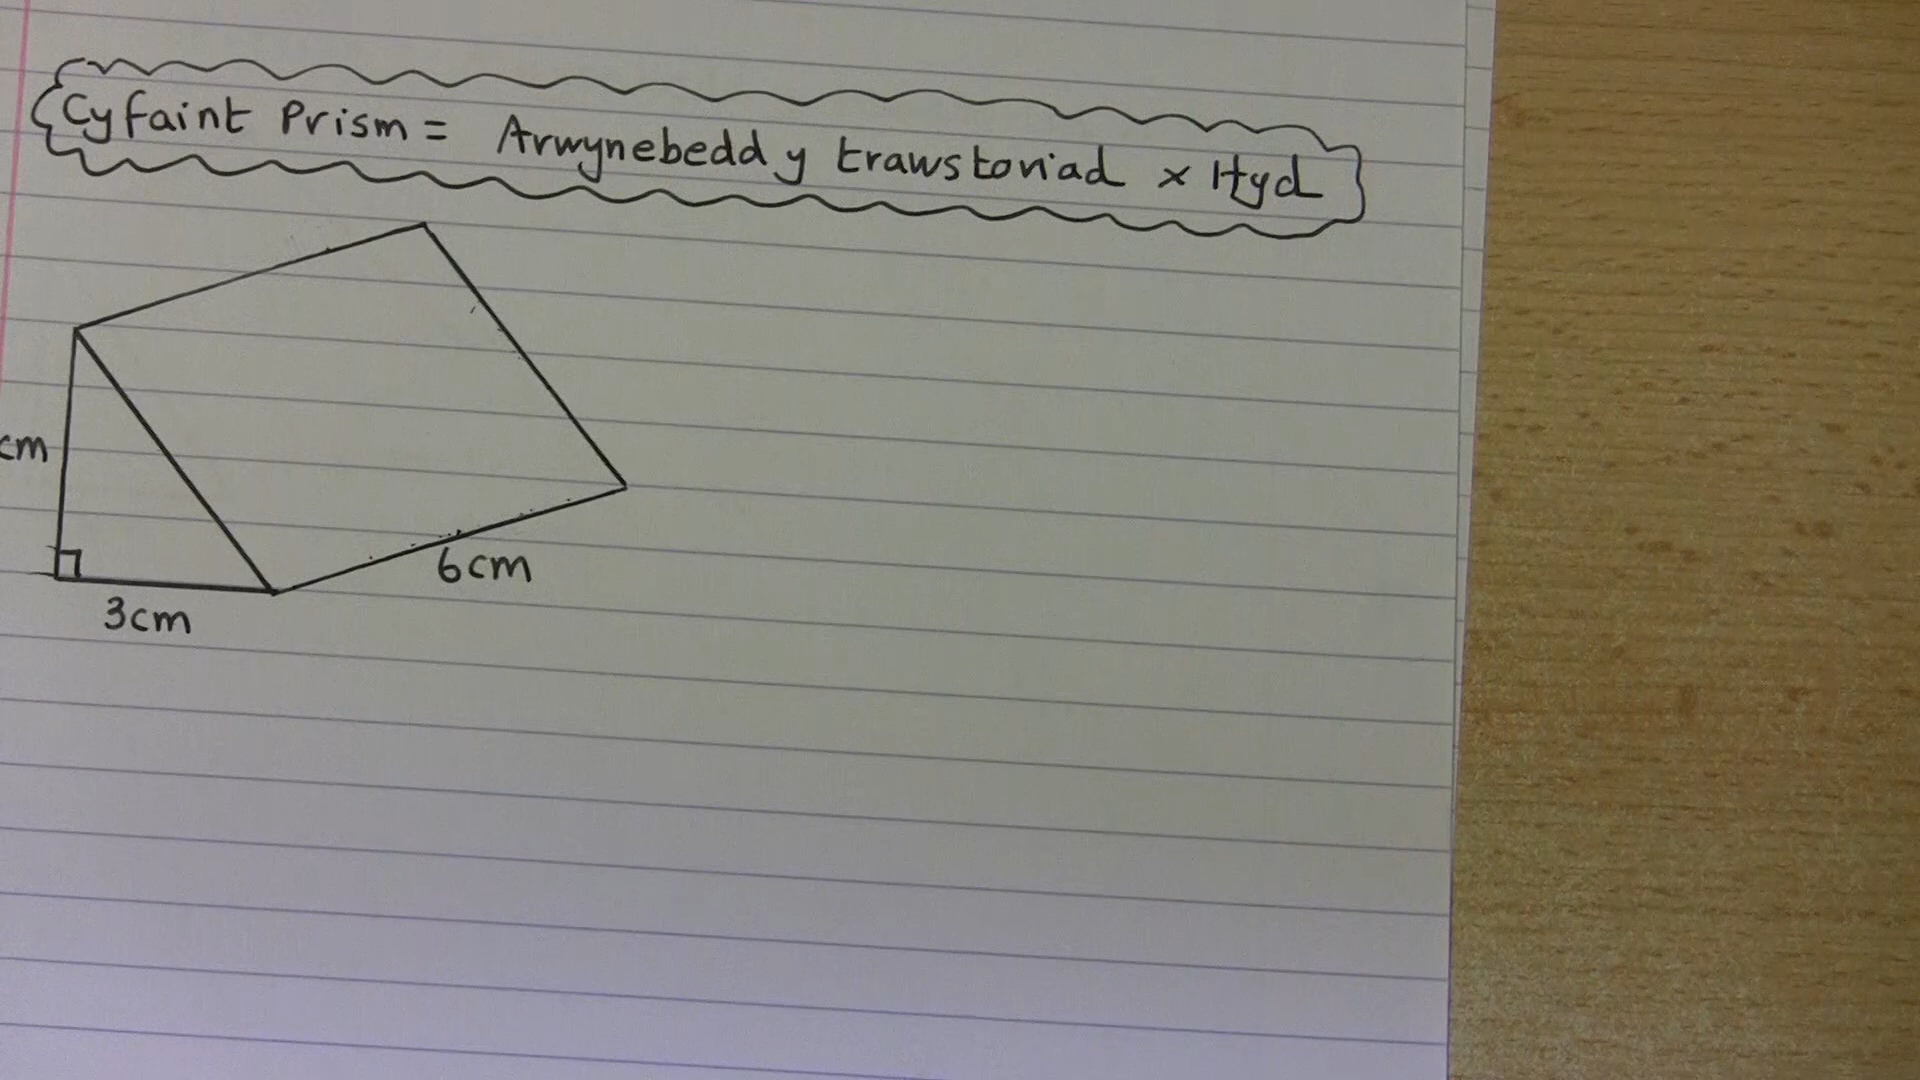 Cyfaint Prism = Arwynebedd y trawstoriad x Hyd
cm
6cm
3cm